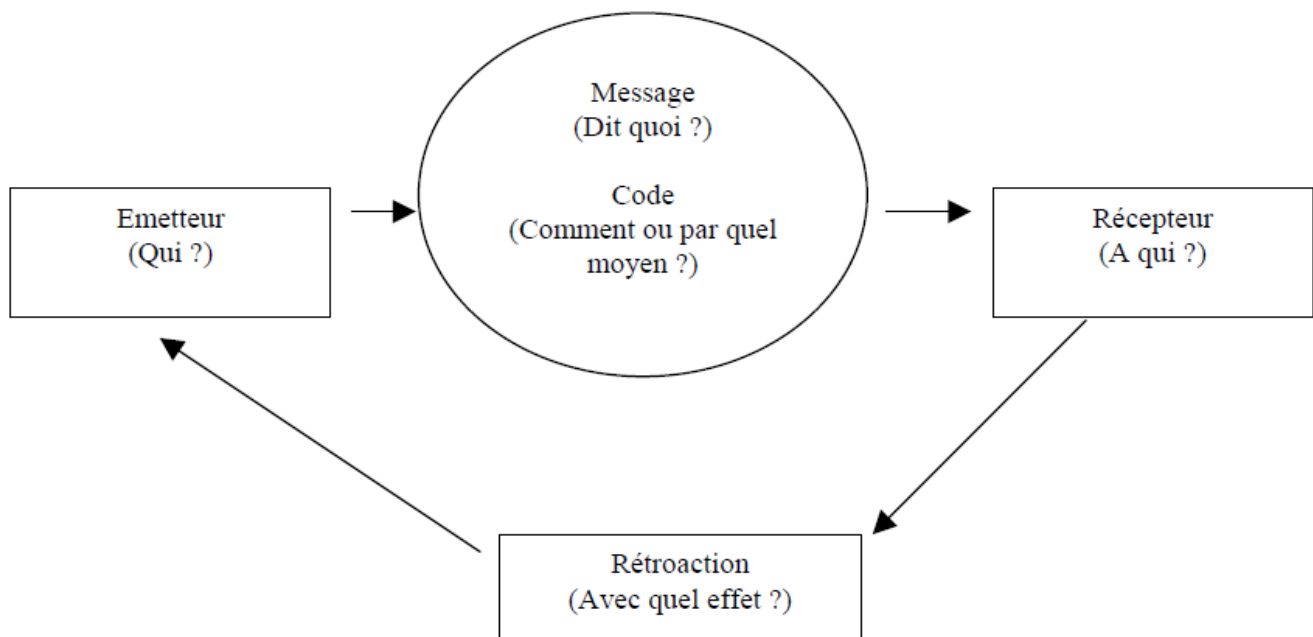 Message
(Dit quoi ?)
Code
(Comment ou par quel
moyen ?)
Emetteur
(Qui ?)
Récepteur
(A qui ?)
Rétroaction
(Avec quel effet ?)